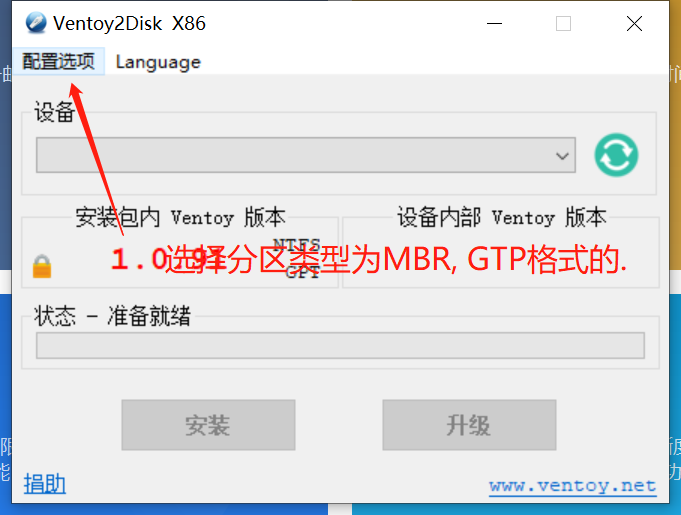 Ventoy2Disk X86
配置选项 Language
设备
安装包内 Ventoy 版本
设备内部 Ventoy 版本
1.0.91
NTFS
GPT
选择分区类型为MBR, GTP格式的.
状态 - 准备就绪
安装
升级
捐助
www.ventoy.net